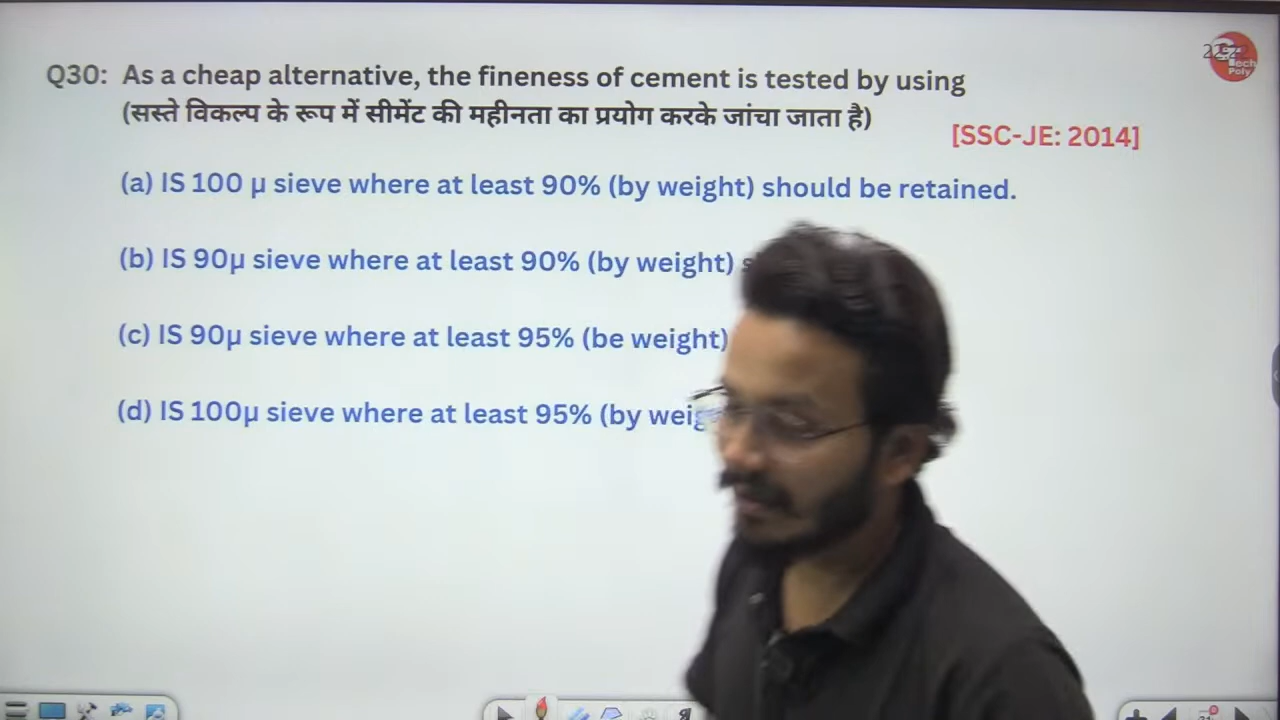 Q30: As a cheap alternative, the fineness of cement is tested by using
(सस्ते विकल्प के रूप में सीमेंट की महीनता का प्रयोग करके जांचा जाता है)
[SSC-JE: 2014]
(a) IS 100 µ sieve where at least 90% (by weight) should be retained.
(b) IS 90µ sieve where at least 90% (by weight)
(c) IS 90µ sieve where at least 95% (be weight)
(d) IS 100µ sieve where at least 95% (by
Tech
Poly